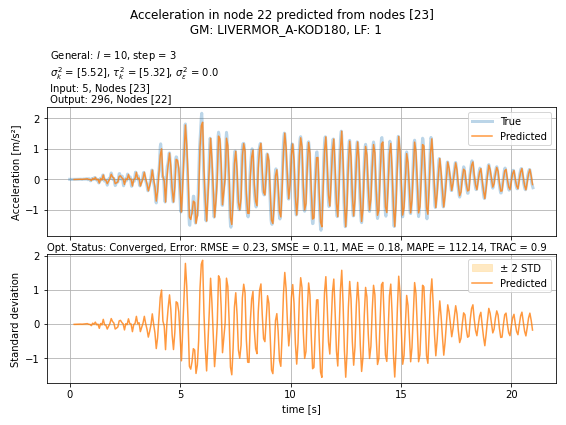 Acceleration in node 22 predicted from nodes [23]
GM: LIVERMOR_A-KOD180, LF: 1
General: l = 10, step = 3
σ²ₖ = [5.52], τ²ₖ = [5.32], σ²ε = 0.0
Input: 5, Nodes [23]
Output: 296, Nodes [22]
Acceleration [m/s²]
2
1
0
−1
True
Predicted
Opt. Status: Converged, Error: RMSE = 0.23, SMSE = 0.11, MAE = 0.18, MAPE = 112.14, TRAC = 0.9
Standard deviation
2
1
0
−1
± 2 STD
Predicted
0 5 10 15 20
time [s]